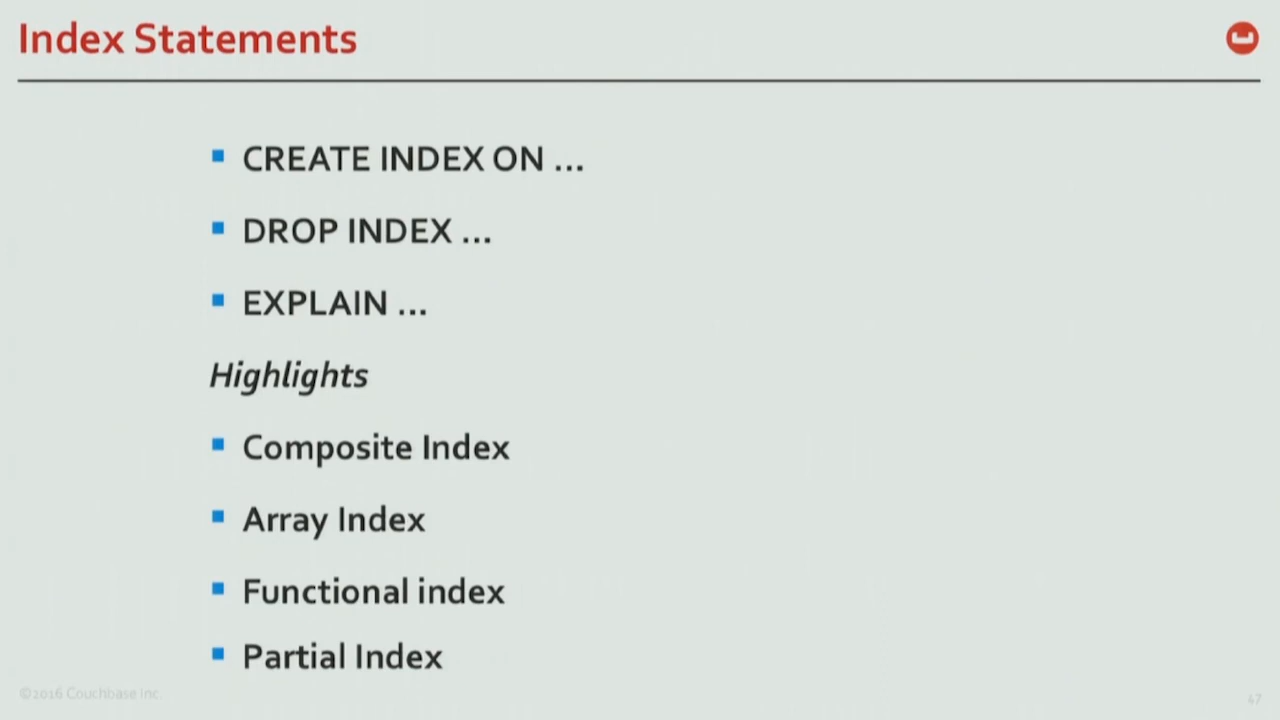 Index Statements
CREATE INDEX ON ...
DROP INDEX ...
EXPLAIN ...
Highlights
Composite Index
Array Index
Functional index
Partial Index
©2016 Couchbase Inc.
47